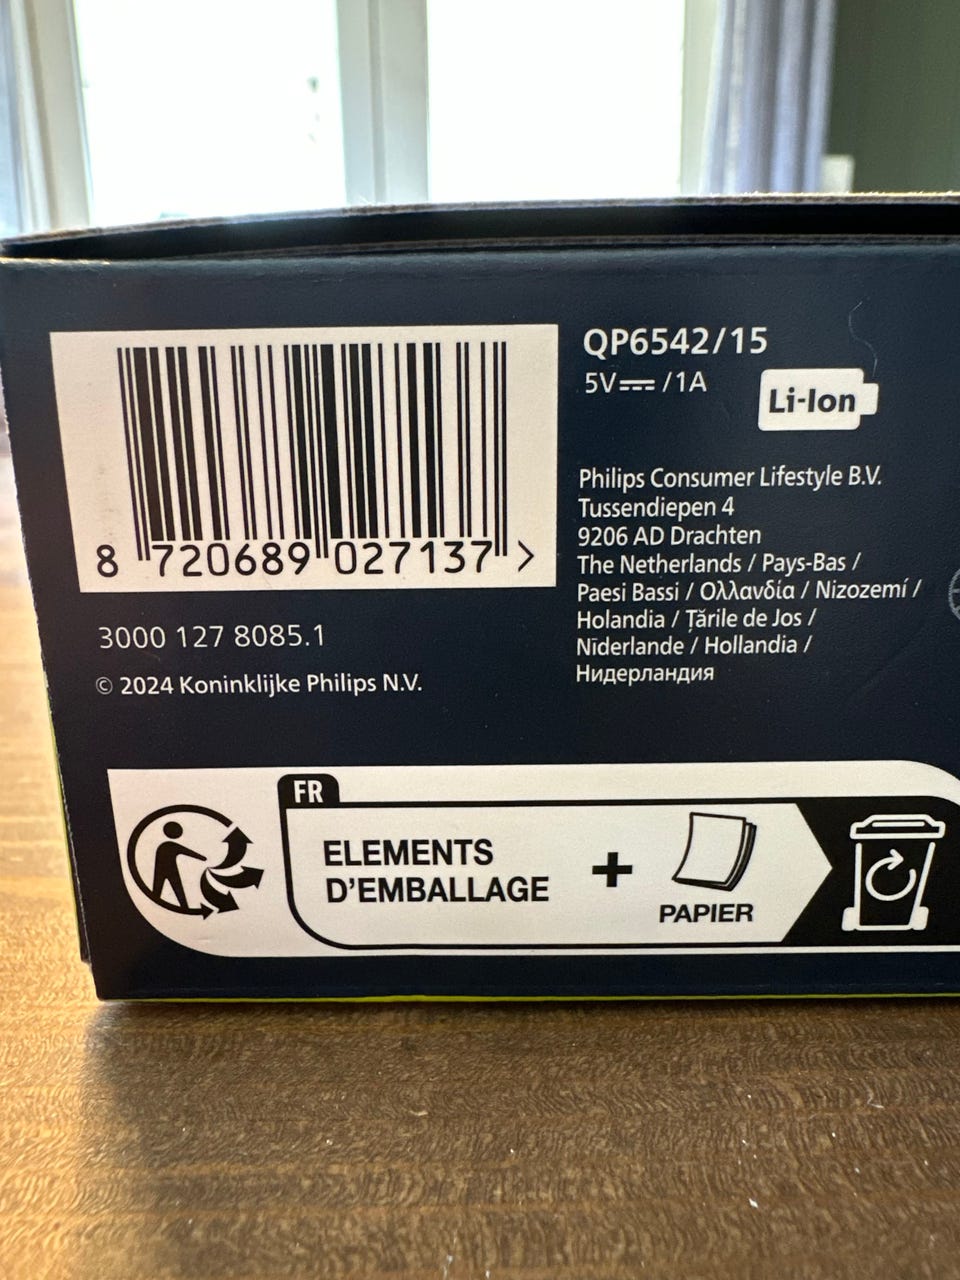 8 720689 027137 >
3000 127 8085.1
© 2024 Koninklijke Philips N.V.
QP6542/15
5V⎓/1A
Li-Ion
Philips Consumer Lifestyle B.V.
Tussendiepen 4
9206 AD Drachten
The Netherlands / Pays-Bas /
Paesi Bassi / Ολλανδία / Nizozemí /
Holandia / Țările de Jos /
Nīderlande / Hollandia /
Нидерландия
FR
ELEMENTS
D'EMBALLAGE
+
PAPIER